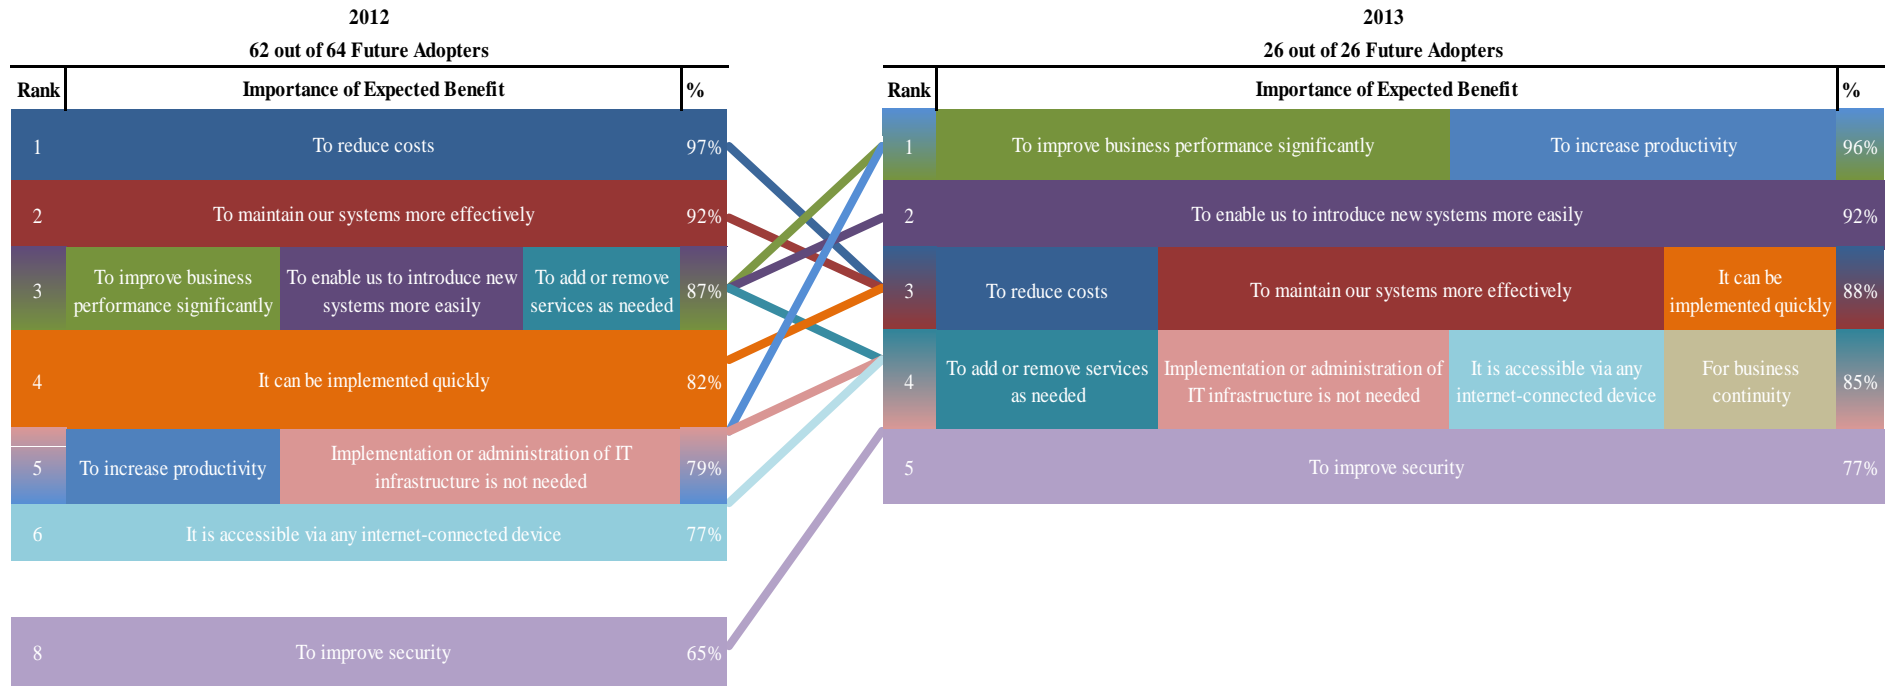 2012
62 out of 64 Future Adopters
Rank Importance of Expected Benefit %
1 To reduce costs 97%
2 To maintain our systems more effectively 92%
3 To improve business performance significantly To enable us to introduce new systems more easily To add or remove services as needed 87%
4 It can be implemented quickly 82%
5 To increase productivity Implementation or administration of IT infrastructure is not needed 79%
6 It is accessible via any internet-connected device 77%
8 To improve security 65%
2013
26 out of 26 Future Adopters
Rank Importance of Expected Benefit %
1 To improve business performance significantly To increase productivity 96%
2 To enable us to introduce new systems more easily 92%
3 To reduce costs To maintain our systems more effectively It can be implemented quickly 88%
4 To add or remove services as needed Implementation or administration of IT infrastructure is not needed It is accessible via any internet-connected device For business continuity 85%
5 To improve security 77%